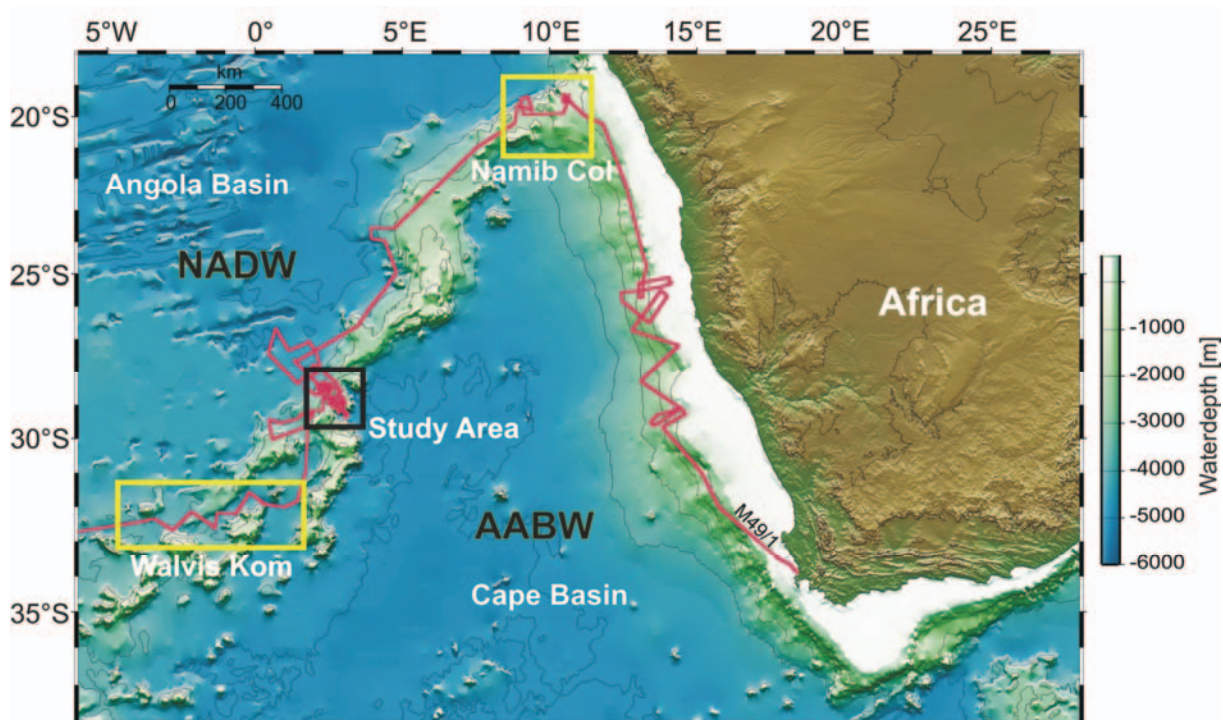 5°W 0° 5°E 10°E 15°E 20°E 25°E
km
0 200 400
20°S
Namib Col
Angola Basin
NADW
25°S
Africa
-1000
-2000
-3000
-4000
-5000
-6000
Waterdepth [m]
Study Area
30°S
AABW
M49/1
Walvis Kom
Cape Basin
35°S